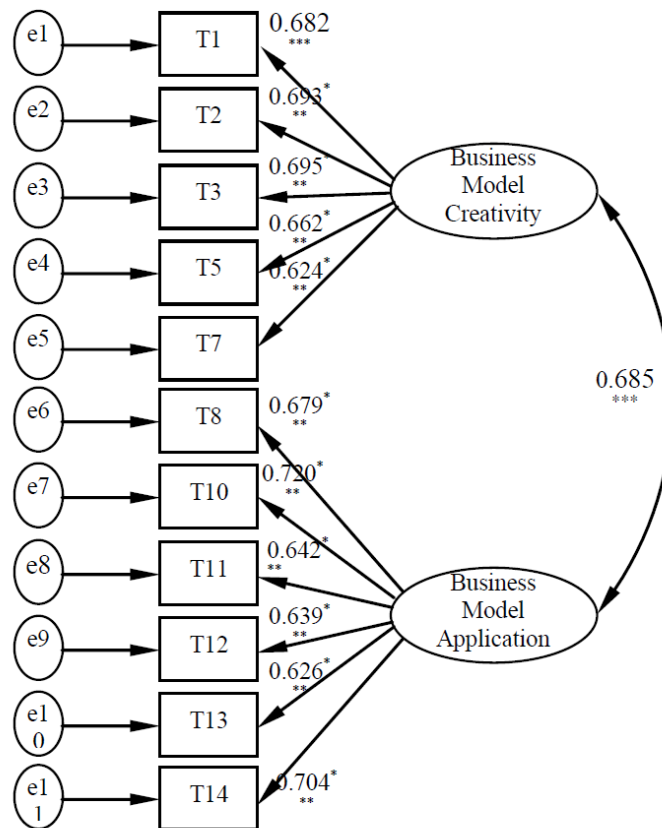 e1
T1
0.682
***
e2
T2
0.693*
**
e3
T3
0.695*
**
e4
T5
0.662*
**
e5
T7
0.624*
**
Business
Model
Creativity
0.685
***
e6
T8
0.679*
**
e7
T10
0.720*
**
e8
T11
0.642*
**
e9
T12
0.639*
**
e1
0
T13
0.626*
**
e1
1
T14
0.704*
**
Business
Model
Application